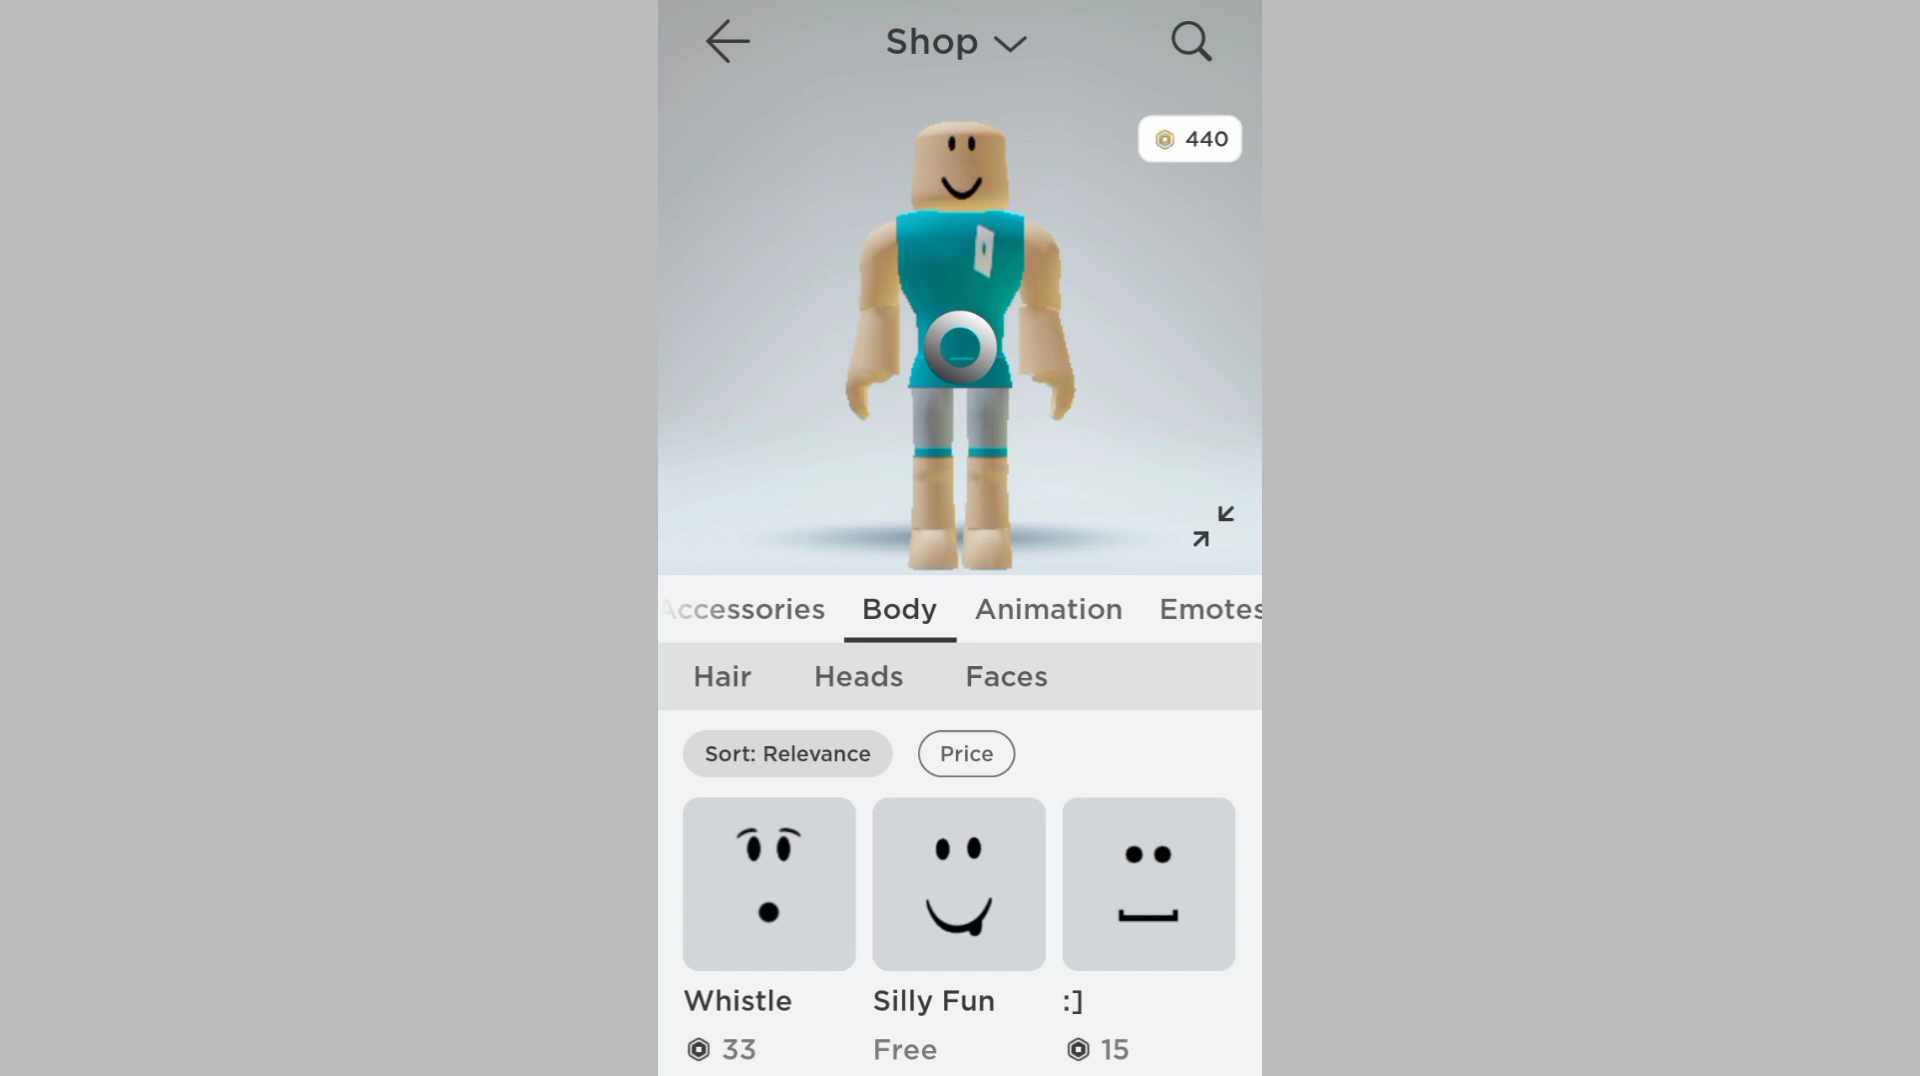 Shop
440
Accessories Body Animation Emotes
Hair Heads Faces
Sort: Relevance Price
Whistle Silly Fun :]
33 Free 15